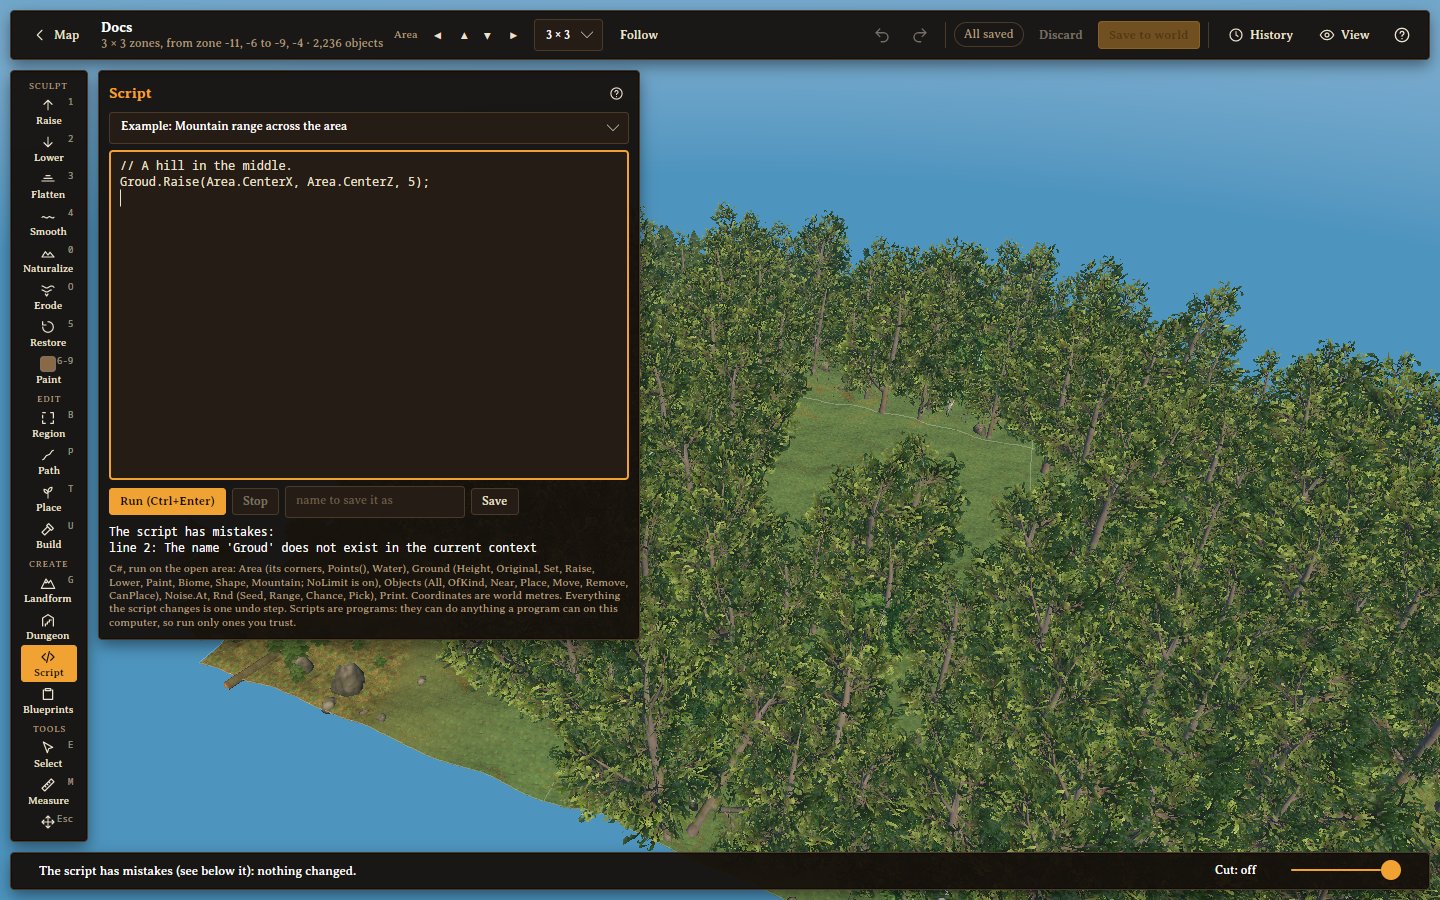 Map
Docs
3 × 3 zones, from zone -11, -6 to -9, -4 · 2,236 objects
Area
3 × 3
Follow
All saved
Discard
Save to world
History
View
SCULPT
Raise 1
Lower 2
Flatten 3
Smooth 4
Naturalize 0
Erode O
Restore 5
Paint 6-9
EDIT
Region B
Path P
Place T
Build U
CREATE
Landform G
Dungeon
Script
Blueprints
TOOLS
Select E
Measure M
Esc
Script
Example: Mountain range across the area
// A hill in the middle.
Groud.Raise(Area.CenterX, Area.CenterZ, 5);
Run (Ctrl+Enter)
Stop
name to save it as
Save
The script has mistakes:
line 2: The name 'Groud' does not exist in the current context
C#, run on the open area: Area (its corners, Points(), Water), Ground (Height, Original, Set, Raise,
Lower, Paint, Biome, Shape, Mountain; NoLimit is on), Objects (All, OfKind, Near, Place, Move, Remove,
CanPlace), Noise.At, Rnd (Seed, Range, Chance, Pick), Print. Coordinates are world metres. Everything
the script changes is one undo step. Scripts are programs: they can do anything a program can on this
computer, so run only ones you trust.
The script has mistakes (see below it): nothing changed.
Cut: off